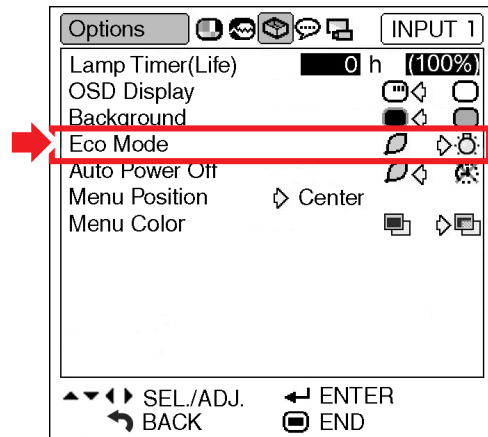 Options INPUT 1
Lamp Timer(Life) 0 h (100%)
OSD Display
Background
Eco Mode
Auto Power Off
Menu Position Center
Menu Color
SEL./ADJ. ENTER
BACK END